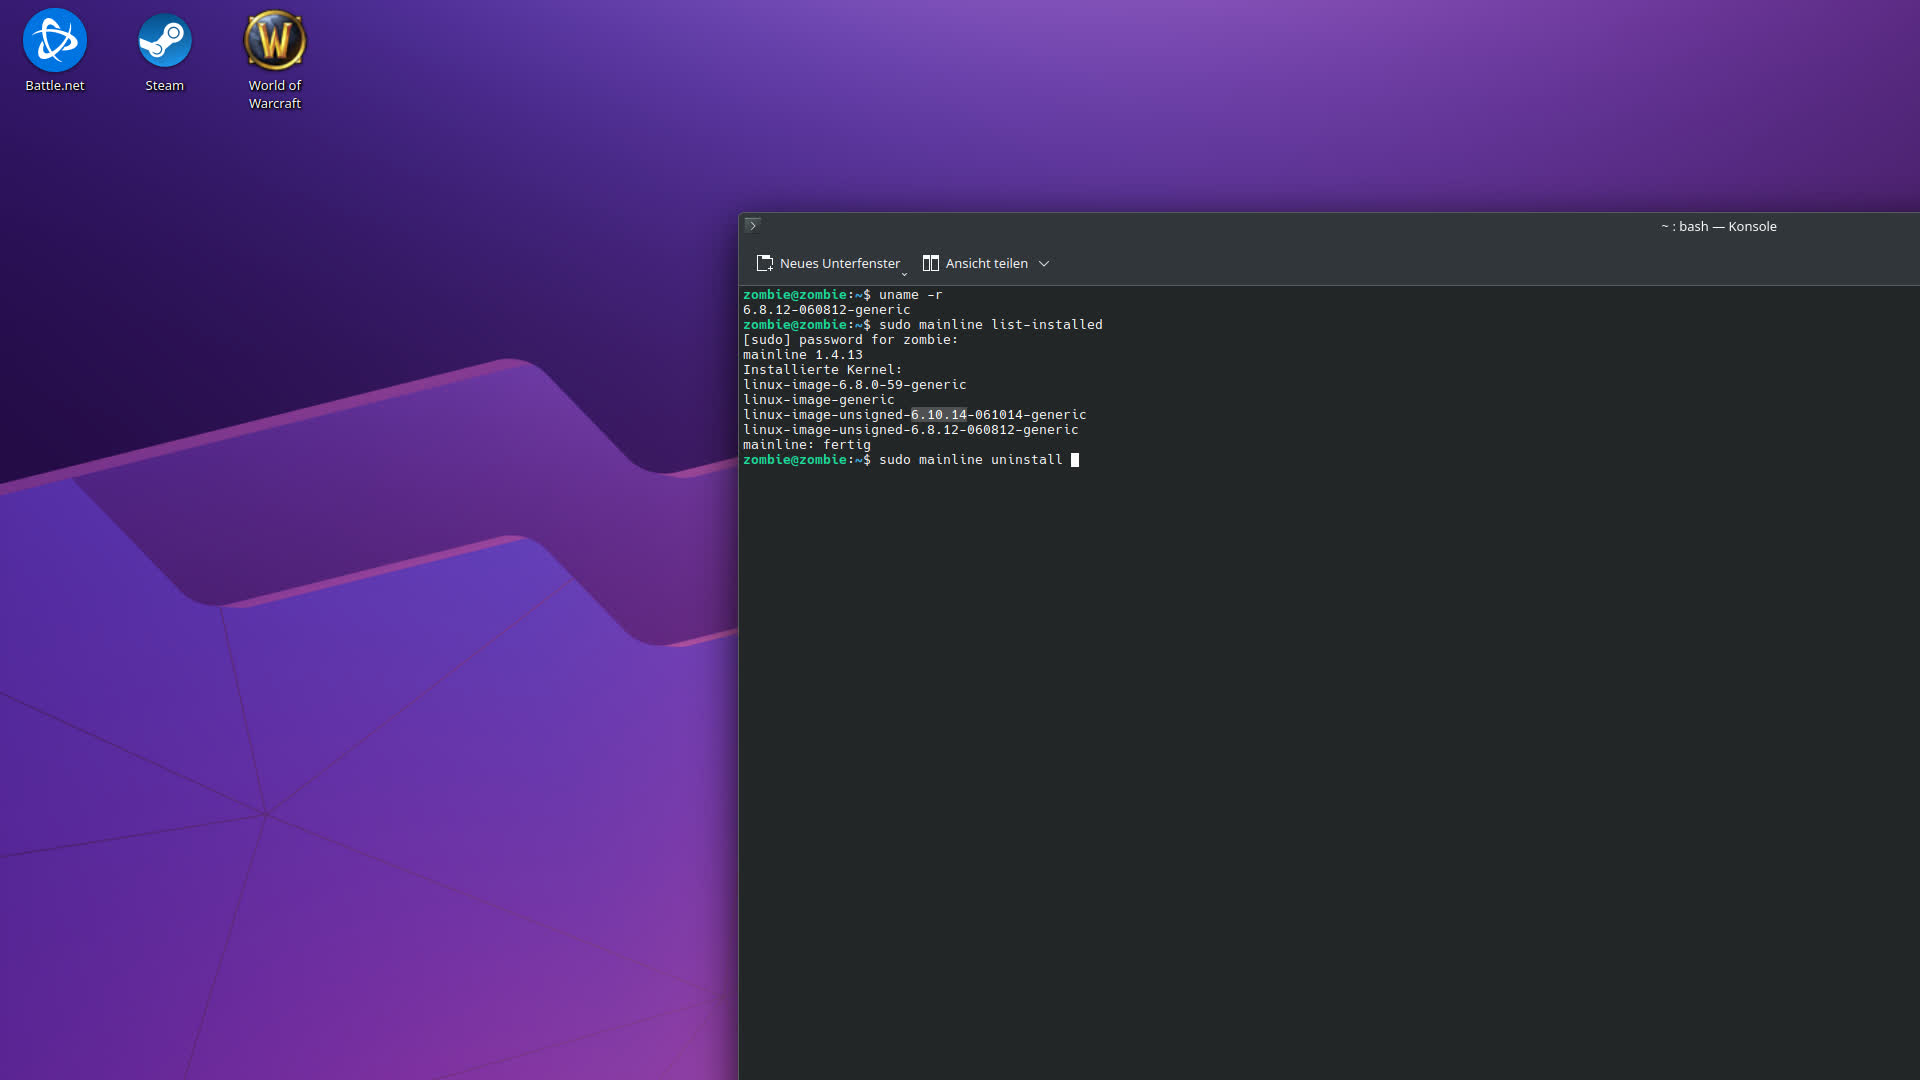 Battle.net
Steam
World of
Warcraft
~ : bash — Konsole
Neues Unterfenster
Ansicht teilen
zombie@zombie:~$ uname -r
6.8.12-060812-generic
zombie@zombie:~$ sudo mainline list-installed
[sudo] password for zombie:
mainline 1.4.13
Installierte Kernel:
linux-image-6.8.0-59-generic
linux-image-generic
linux-image-unsigned-6.10.14-061014-generic
linux-image-unsigned-6.8.12-060812-generic
mainline: fertig
zombie@zombie:~$ sudo mainline uninstall